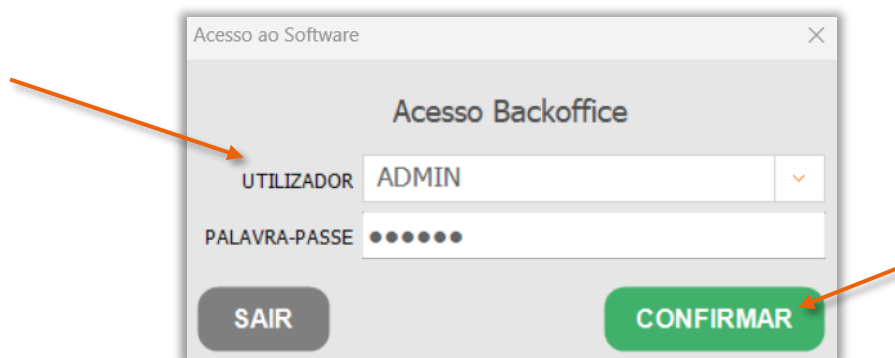 Acesso ao Software
Acesso Backoffice
UTILIZADOR ADMIN
PALAVRA-PASSE ●●●●●●
SAIR CONFIRMAR